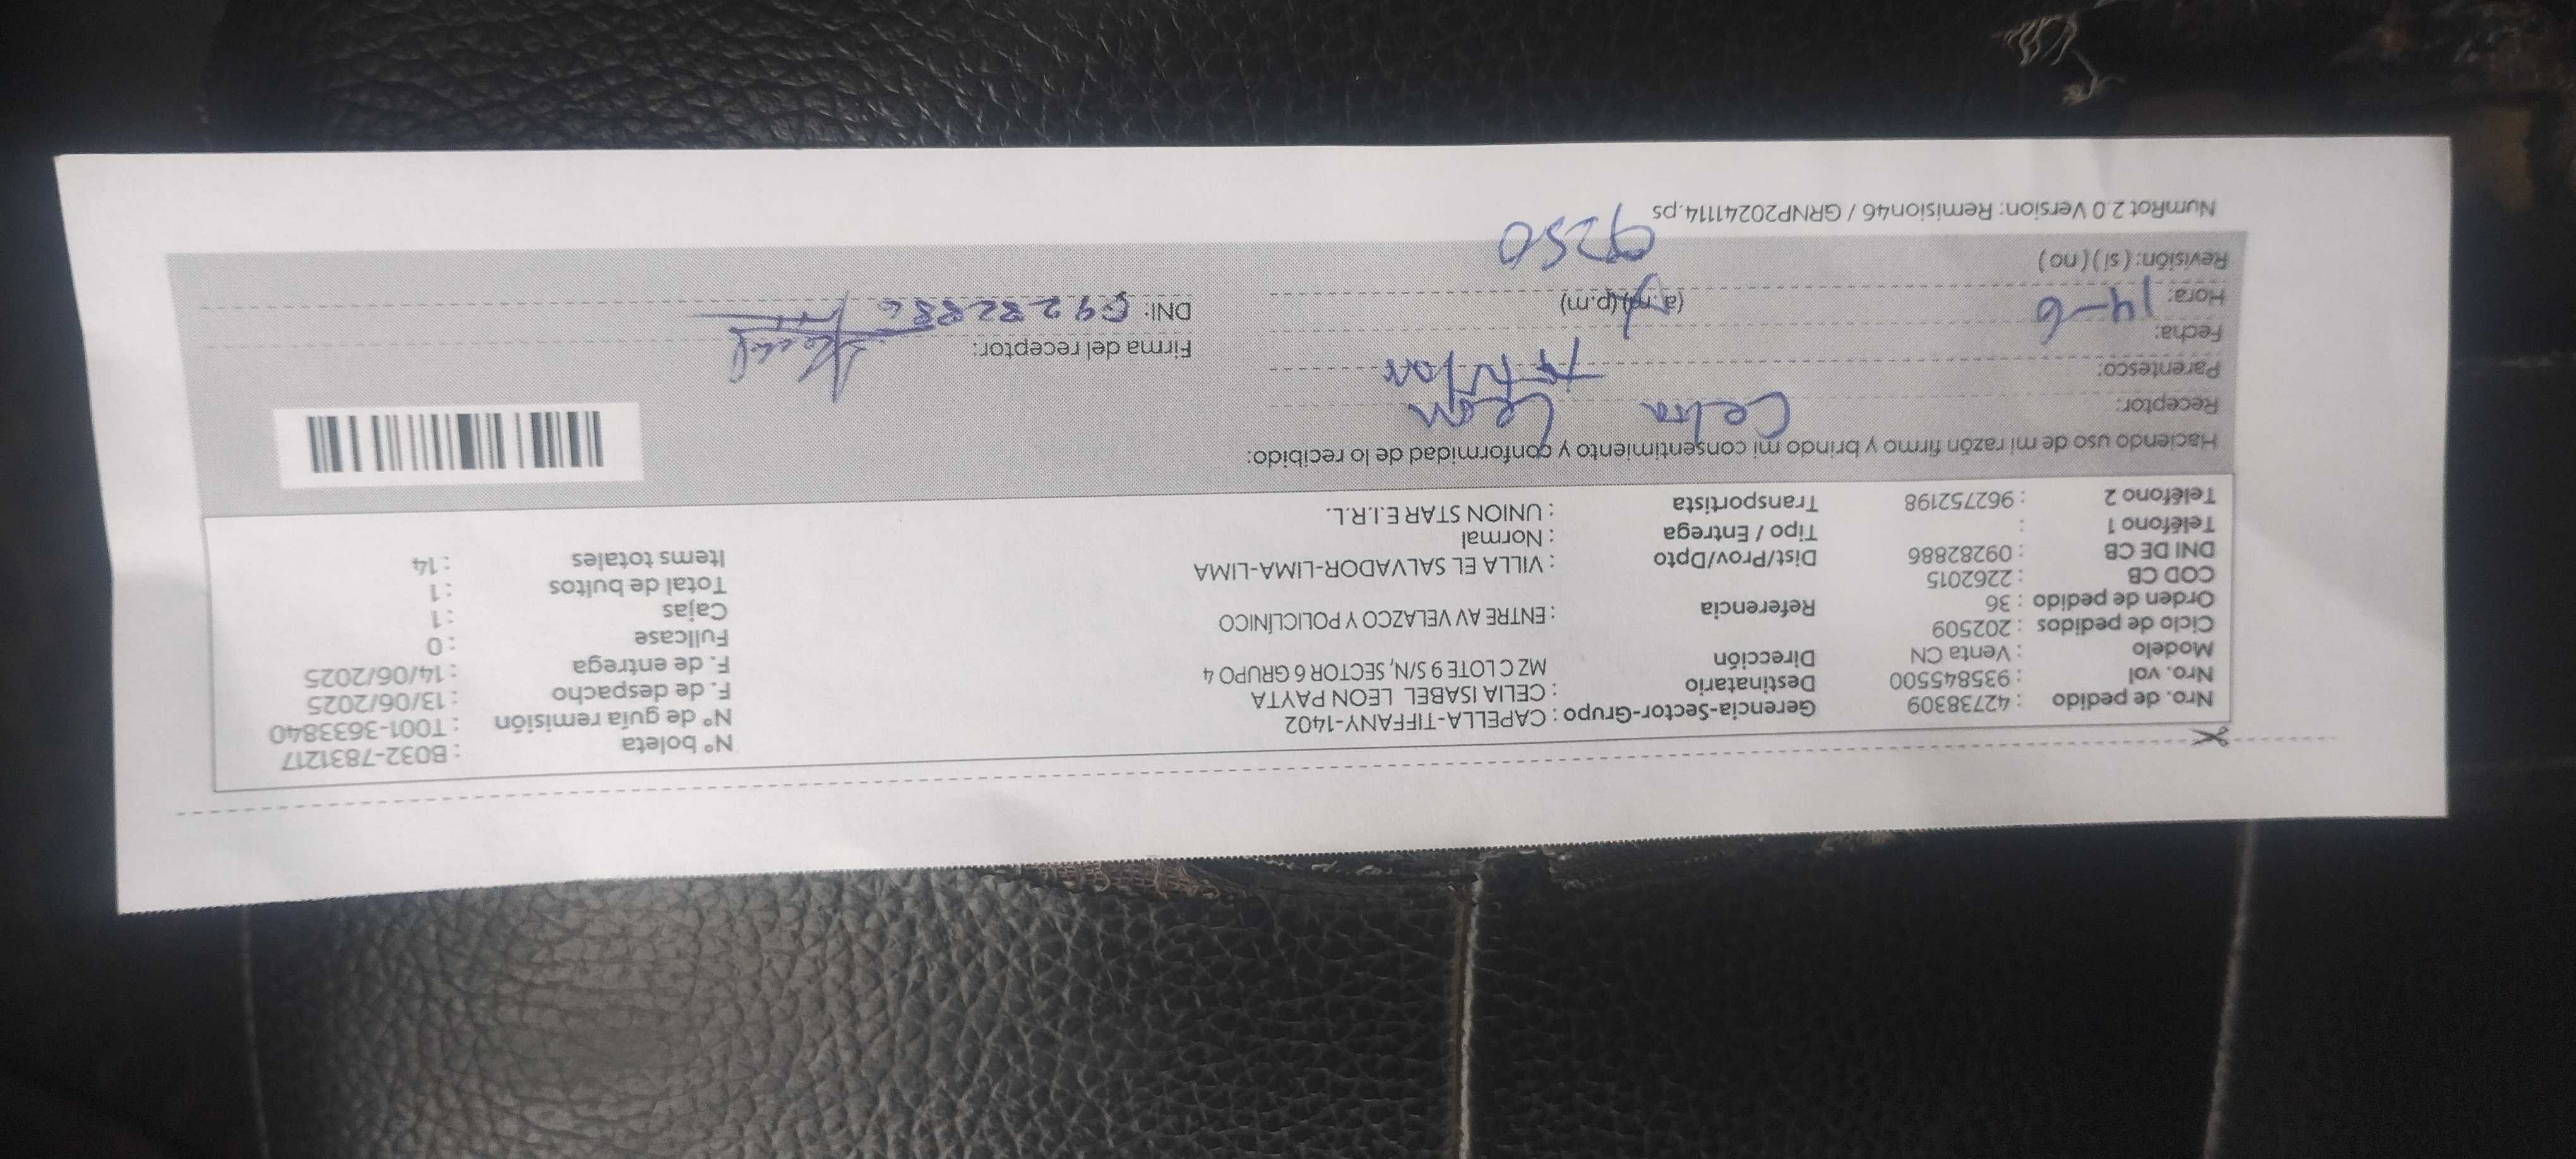 Nro. de pedido : 42738309 Gerencia-Sector-Grupo : CAPELLA-TIFFANY-1402 N° boleta : B032-7831217
Nro. vol : 935845500 Destinatario : CELIA ISABEL LEON PAYTA N° de guía remisión : T001-3633840
Modelo : Venta CN Dirección MZ C LOTE 9 S/N, SECTOR 6 GRUPO 4 F. de despacho : 13/06/2025
Ciclo de pedidos : 202509 F. de entrega : 14/06/2025
Orden de pedido : 36 Referencia : ENTRE AV VELAZCO Y POLICLÍNICO Fullcase : 0
COD CB : 2262015 Cajas : 1
DNI DE CB : 09282886 Dist/Prov/Dpto : VILLA EL SALVADOR-LIMA-LIMA Total de bultos : 1
Teléfono 1 : Tipo / Entrega : Normal Items totales : 14
Teléfono 2 : 962752198 Transportista : UNION STAR E.I.R.L.
Haciendo uso de mi razón firmo y brindo mi consentimiento y conformidad de lo recibido:
Receptor: Celia Leon
Parentesco: Titular
Fecha: 14-6 Firma del receptor:
Hora: (a.m) (p.m) DNI: 09282886
Revisión: ( sí ) ( no ) 9250
NumRot 2.0 Version: Remision46 / GRNP20241114.ps